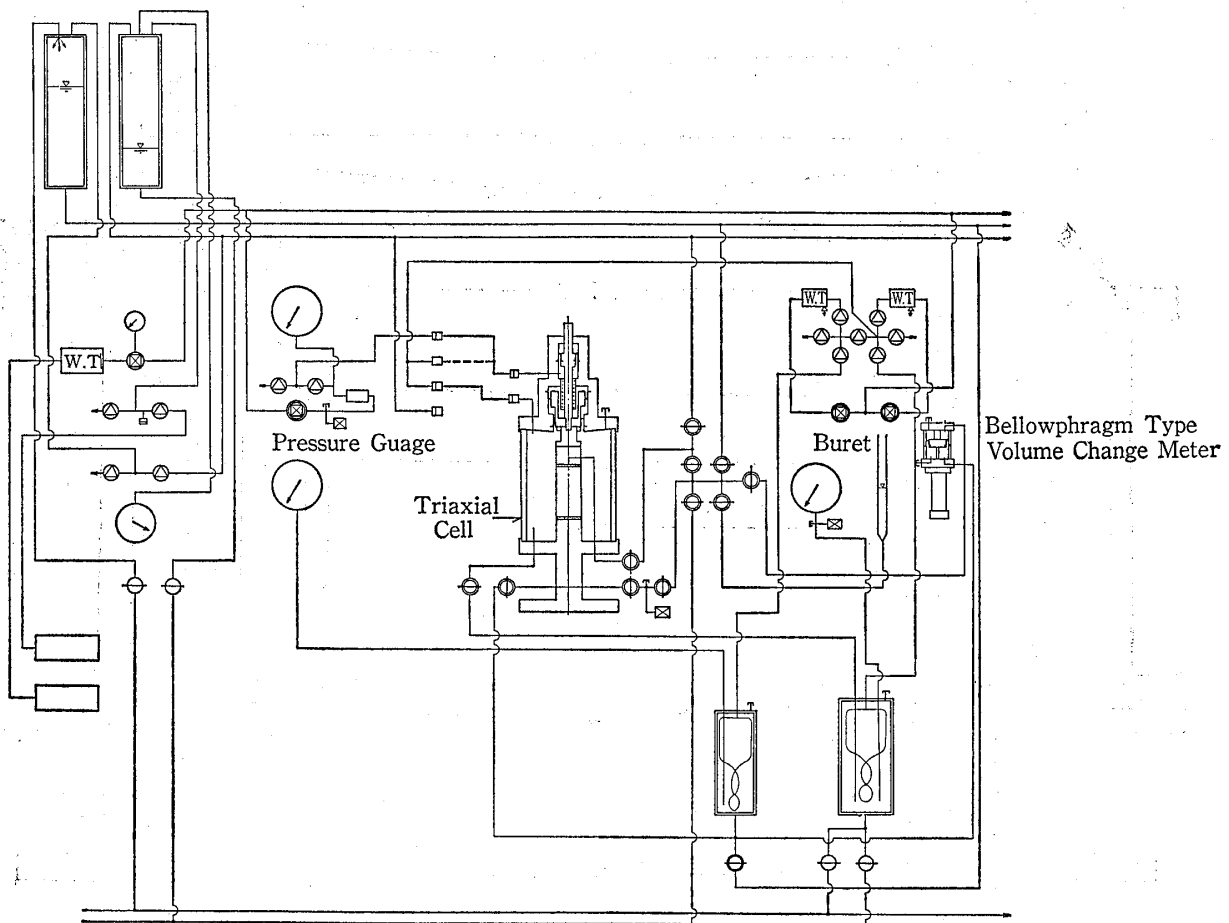 W.T
W.T
W.T
Pressure Guage
Buret
Bellowphragm Type
Volume Change Meter
Triaxial
Cell